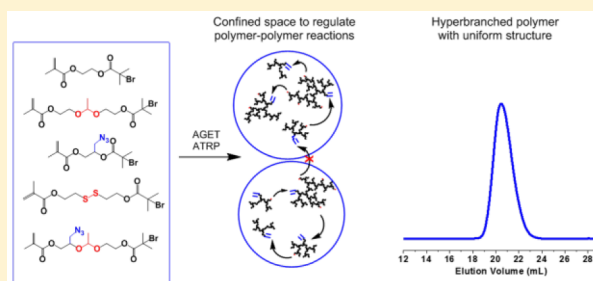 Confined space to regulate
polymer-polymer reactions
Hyperbranched polymer
with uniform structure
O
O
O
O
Br
O
O
O
O
O
O
Br
N3
O
O
O
O
Br
O
O
S
S
O
O
Br
N3
O
O
O
O
O
O
Br
AGET
ATRP
12 14 16 18 20 22 24 26 28
Elution Volume (mL)